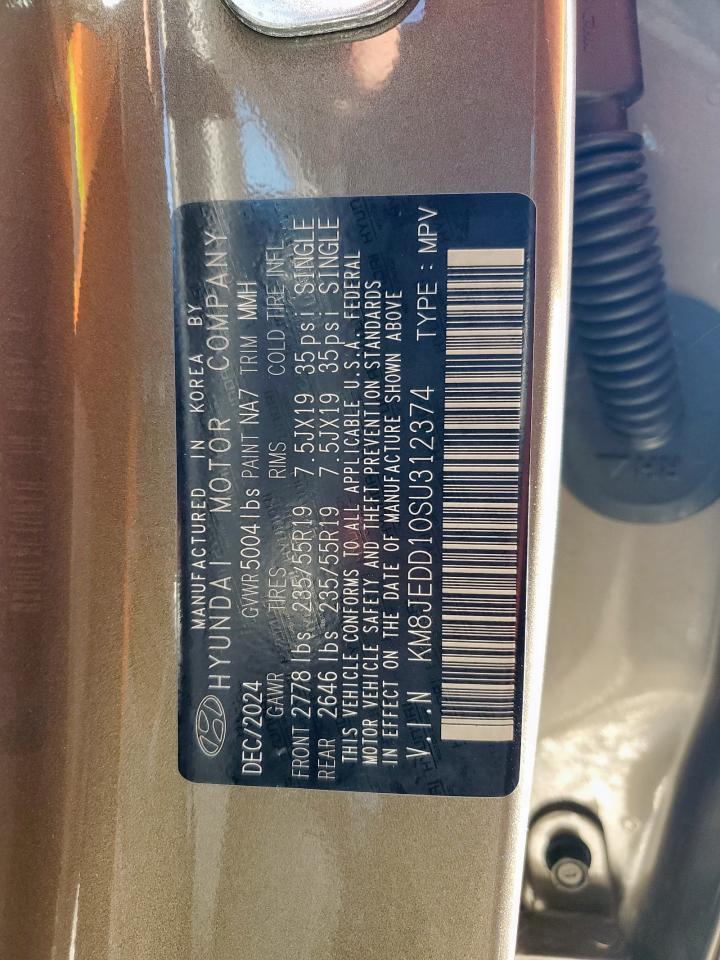 MANUFACTURED IN KOREA BY
HYUNDAI MOTOR COMPANY
DEC/2024 GVWR 5004 lbs PAINT NA7 TRIM MMH
GAWR TIRES RIMS COLD TIRE INFL
FRONT 2778 lbs 235/55R19 7.5JX19 35psi SINGLE
REAR 2646 lbs 235/55R19 7.5JX19 35psi SINGLE
THIS VEHICLE CONFORMS TO ALL APPLICABLE U.S.A. FEDERAL
MOTOR VEHICLE SAFETY AND THEFT PREVENTION STANDARDS
IN EFFECT ON THE DATE OF MANUFACTURE SHOWN ABOVE
V.I.N KM8JEDD10SU312374 TYPE : MPV